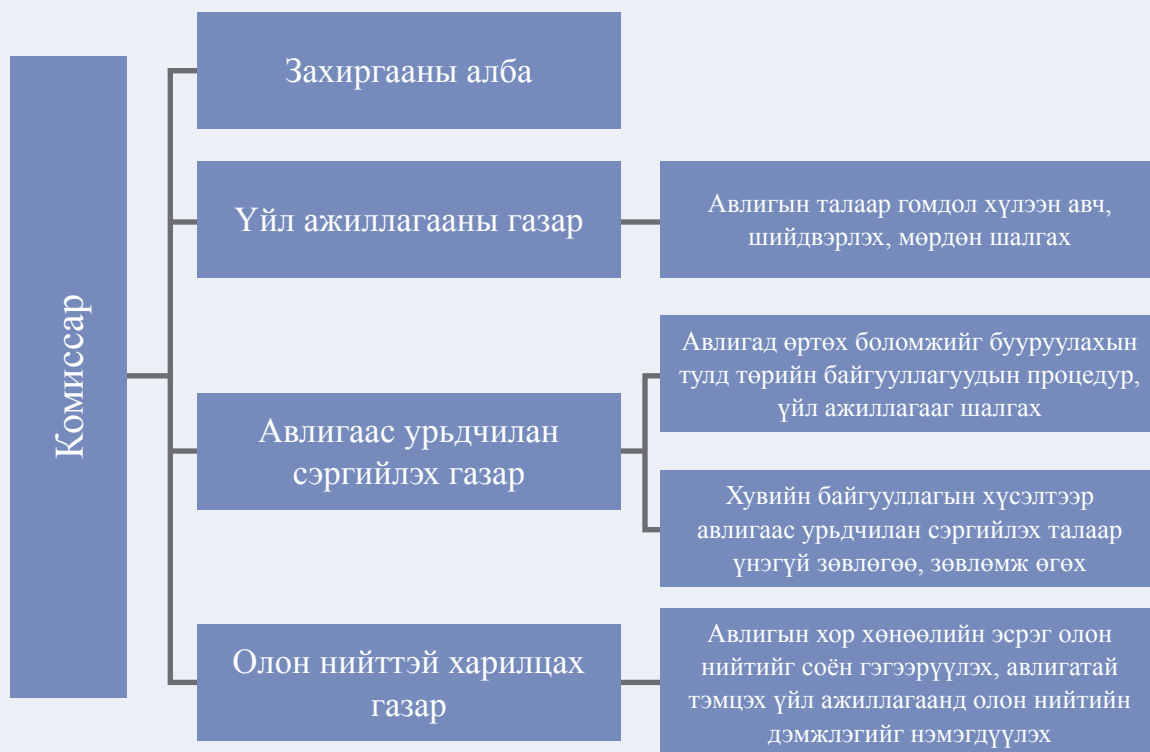 Комиссар
Захиргааны алба
Үйл ажиллагааны газар
Авлигын талаар гомдол хүлээн авч,
шийдвэрлэх, мөрдөн шалгах
Авлигаас урьдчилан
сэргийлэх газар
Авлигад өртөх боломжийг бууруулахын
тулд төрийн байгууллагуудын процедур,
үйл ажиллагааг шалгах
Хувийн байгууллагын хүсэлтээр
авлигаас урьдчилан сэргийлэх талаар
үнэгүй зөвлөгөө, зөвлөмж өгөх
Олон нийттэй харилцах
газар
Авлигын хор хөнөөлийн эсрэг олон
нийтийг соён гэгээрүүлэх, авлигатай
тэмцэх үйл ажиллагаанд олон нийтийн
дэмжлэгийг нэмэгдүүлэх